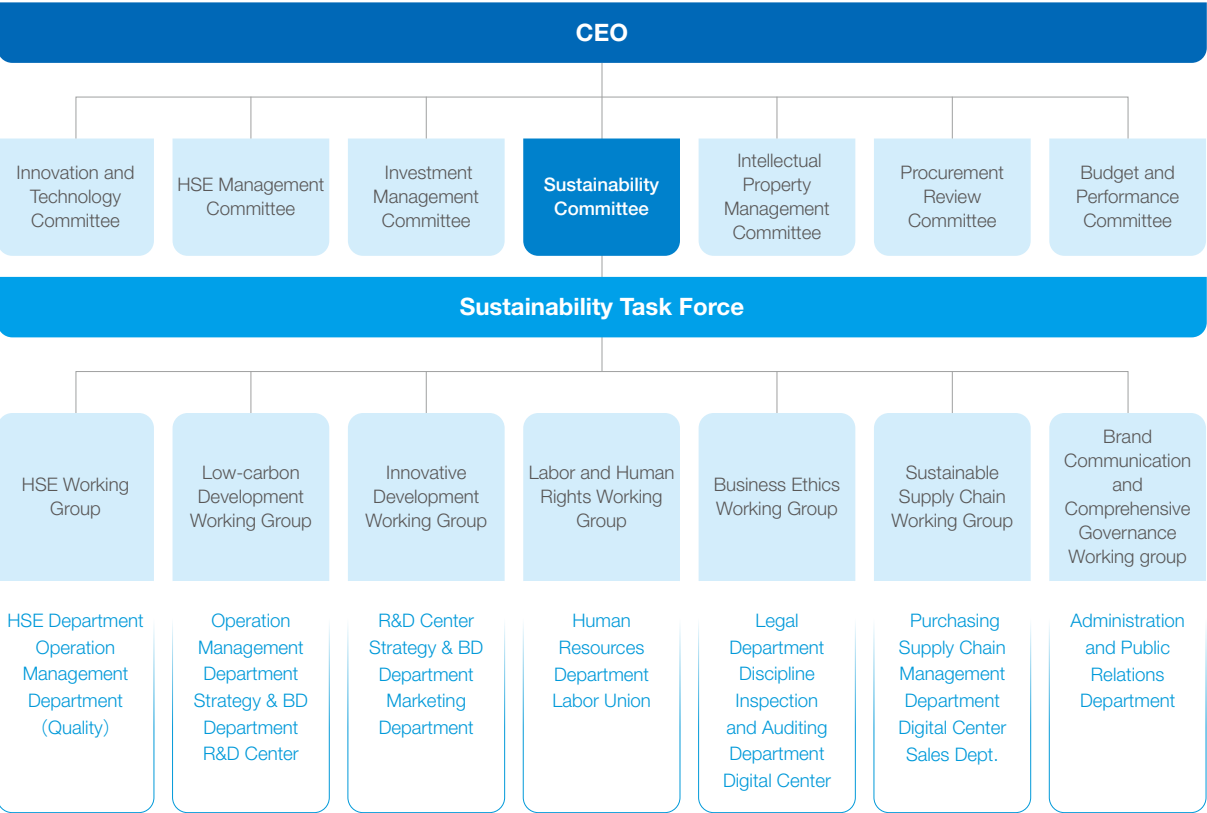 CEO
Innovation and
Technology
Committee
HSE Management
Committee
Investment
Management
Committee
Sustainability
Committee
Intellectual
Property
Management
Committee
Procurement
Review
Committee
Budget and
Performance
Committee
Sustainability Task Force
HSE Working
Group
Low-carbon
Development
Working Group
Innovative
Development
Working Group
Labor and Human
Rights Working
Group
Business Ethics
Working Group
Sustainable
Supply Chain
Working Group
Brand
Communication
and
Comprehensive
Governance
Working group
HSE Department
Operation
Management
Department
（Quality）
Operation
Management
Department
Strategy & BD
Department
R&D Center
R&D Center
Strategy & BD
Department
Marketing
Department
Human
Resources
Department
Labor Union
Legal
Department
Discipline
Inspection
and Auditing
Department
Digital Center
Purchasing
Supply Chain
Management
Department
Digital Center
Sales Dept.
Administration
and Public
Relations
Department